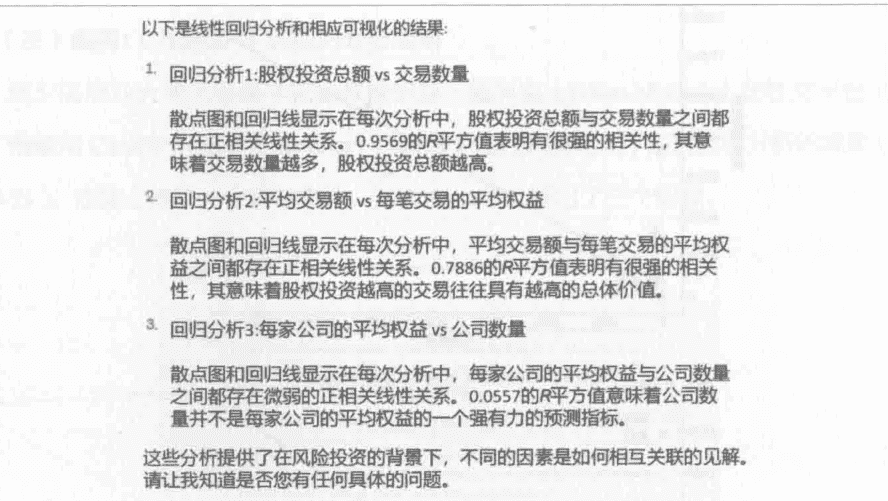 以下是线性回归分析和相应可视化的结果:
1. 回归分析1:股权投资总额 vs 交易数量
散点图和回归线显示在每次分析中，股权投资总额与交易数量之间都
存在正相关线性关系。0.9569的R平方值表明有很强的相关性，其意
味着交易数量越多，股权投资总额越高。
2. 回归分析2:平均交易额 vs 每笔交易的平均权益
散点图和回归线显示在每次分析中，平均交易额与每笔交易的平均权
益之间都存在正相关线性关系。0.7886的R平方值表明有很强的相关
性，其意味着股权投资越高的交易往往具有越高的总体价值。
3. 回归分析3:每家公司的平均权益 vs 公司数量
散点图和回归线显示在每次分析中，每家公司的平均权益与公司数量
之间都存在微弱的正相关线性关系。0.0557的R平方值意味着公司数
量并不是每家公司的平均权益的一个强有力的预测指标。
这些分析提供了在风险投资的背景下，不同的因素是如何相互关联的见解。
请让我知道是否您有任何具体的问题。